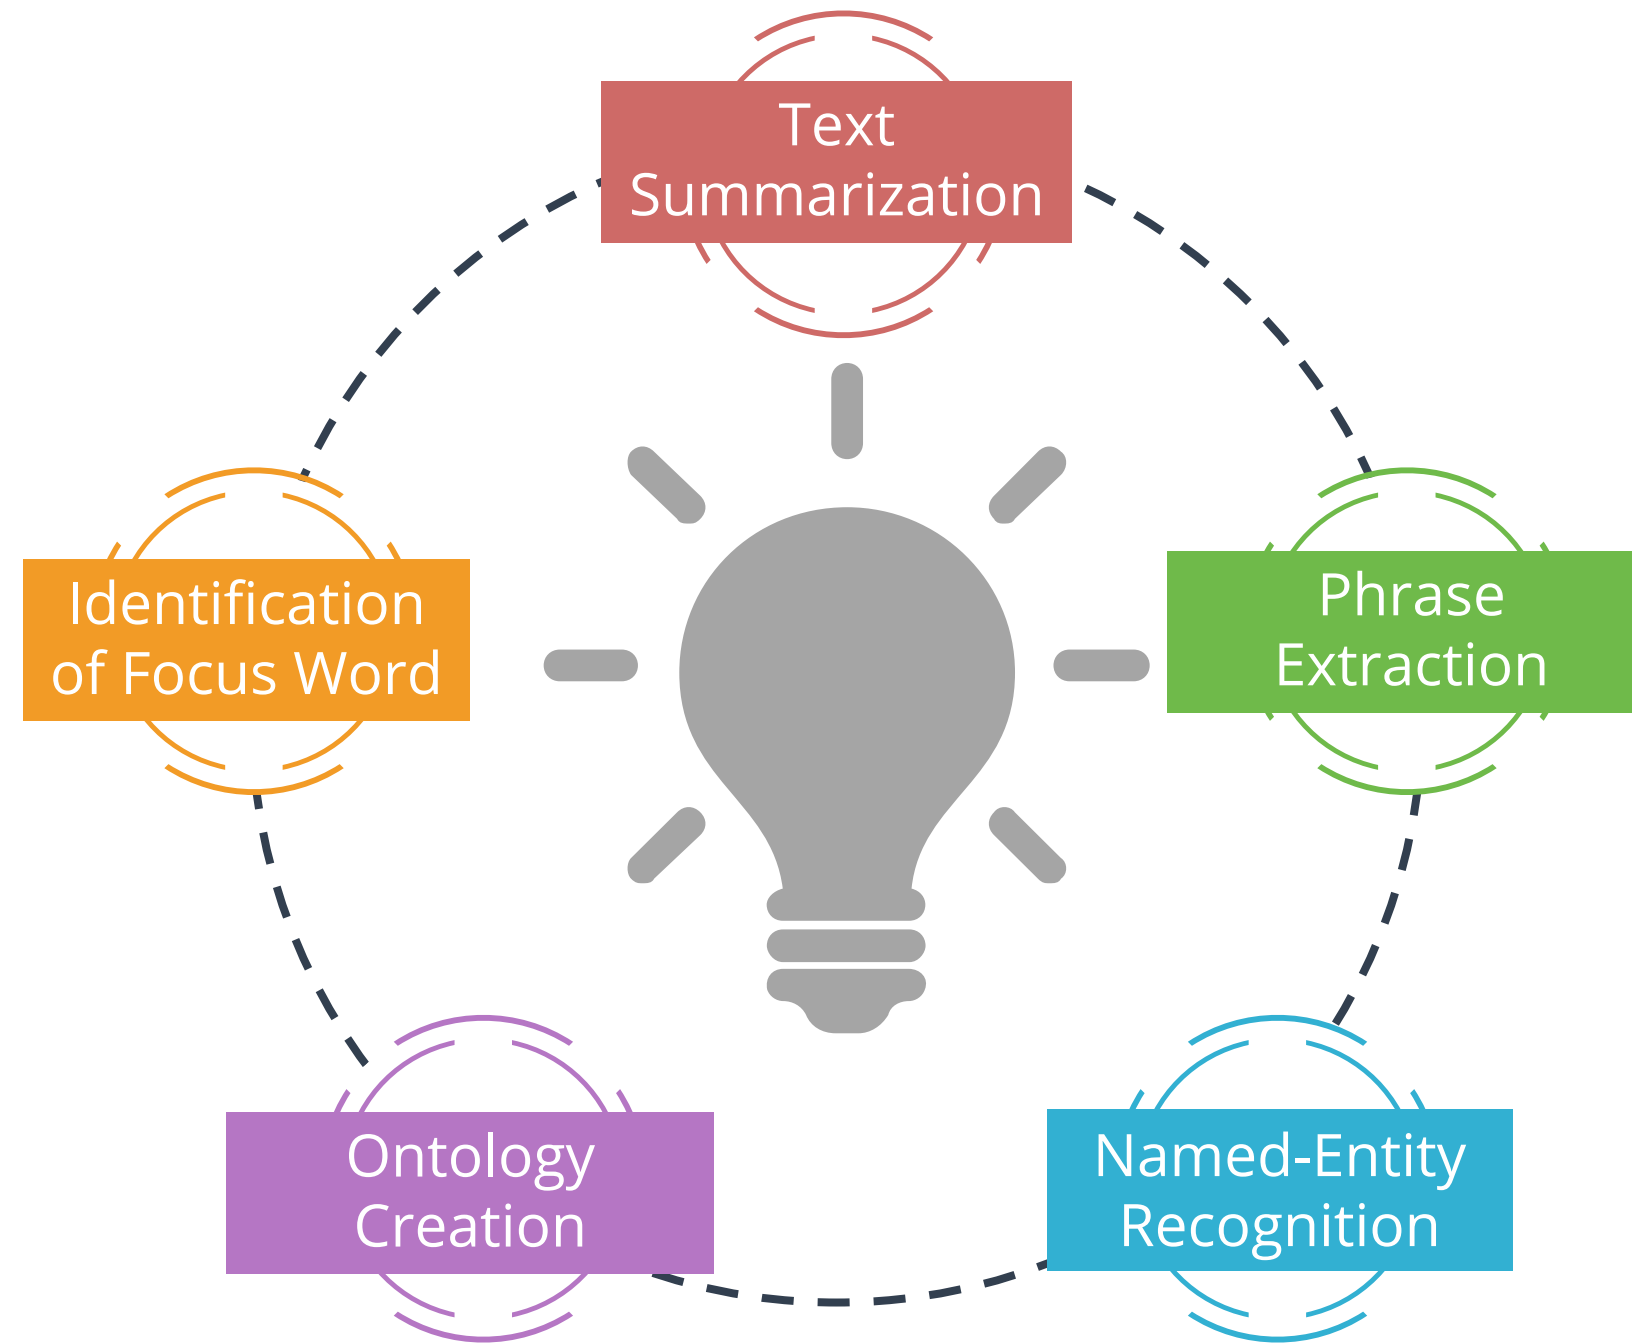 Text
Summarization
Identification
of Focus Word
Phrase
Extraction
Ontology
Creation
Named-Entity
Recognition